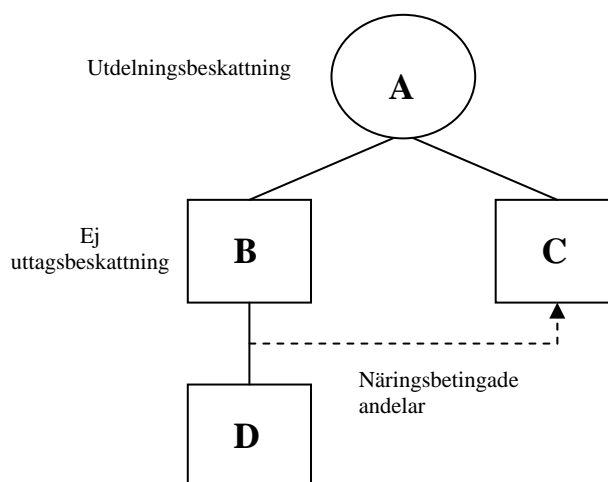 Utdelningsbeskattning
A
Ej
uttagsbeskattning
B
C
Näringsbetingade
andelar
D